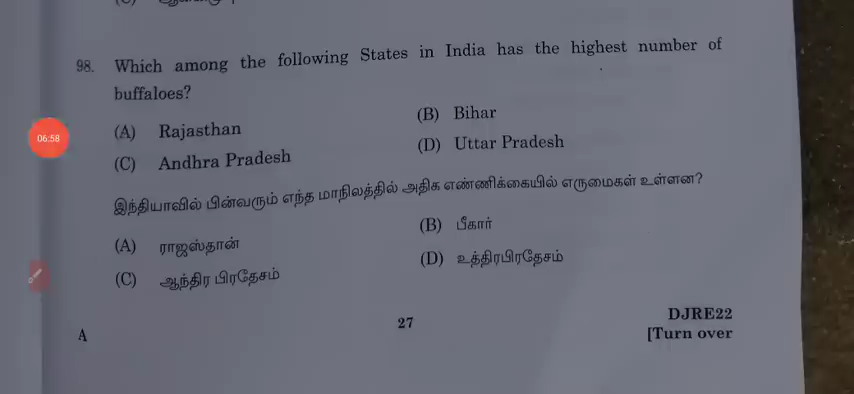 98. Which among the following States in India has the highest number of
buffaloes?
(A) Rajasthan (B) Bihar
(C) Andhra Pradesh (D) Uttar Pradesh
இந்தியாவில் பின்வரும் எந்த மாநிலத்தில் அதிக எண்ணிக்கையில் எருமைகள் உள்ளன?
(A) ராஜஸ்தான் (B) பீகார்
(C) ஆந்திர பிரதேசம் (D) உத்திரபிரதேசம்
A 27 DJRE22
[Turn over
06:58